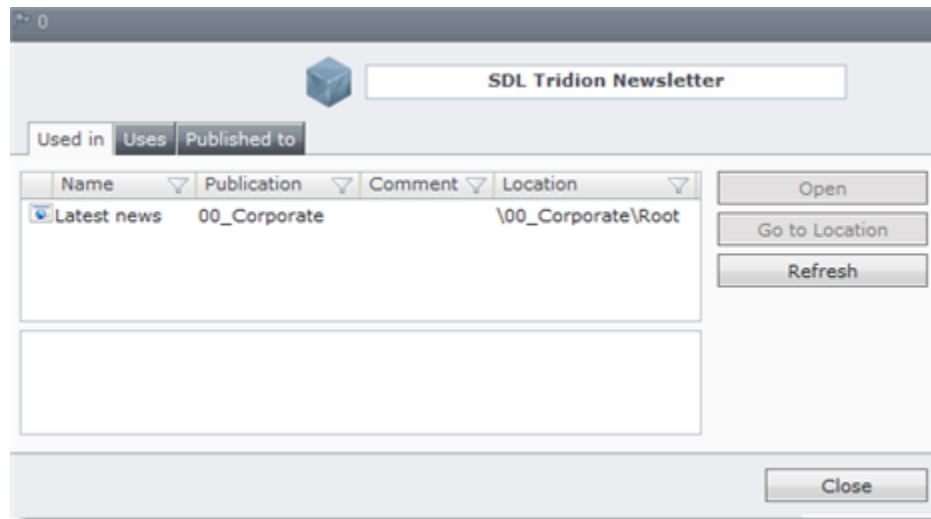 0
SDL Tridion Newsletter
Used in Uses Published to
Name Publication Comment Location
Latest news 00_Corporate \00_Corporate\Root
Open
Go to Location
Refresh
Close